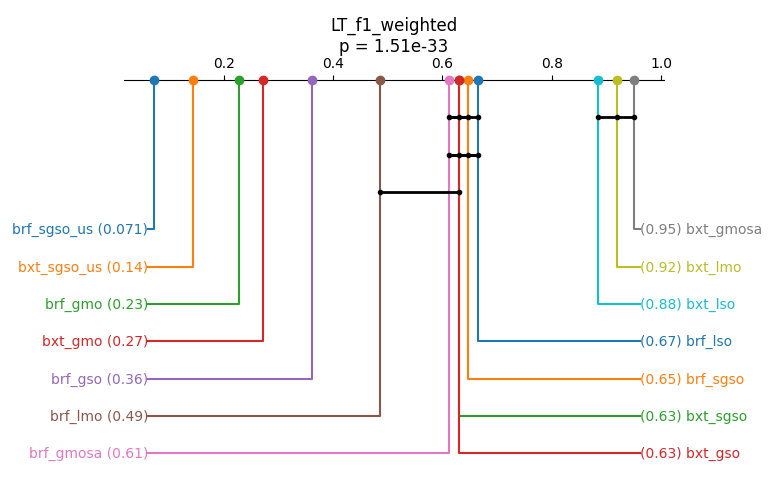 LT_f1_weighted
p = 1.51e-33
0.2 0.4 0.6 0.8 1.0
brf_sgso_us (0.071) (0.95) bxt_gmosa
bxt_sgso_us (0.14) (0.92) bxt_lmo
brf_gmo (0.23) (0.88) bxt_lso
bxt_gmo (0.27) (0.67) brf_lso
brf_gso (0.36) (0.65) brf_sgso
brf_lmo (0.49) (0.63) bxt_sgso
brf_gmosa (0.61) (0.63) bxt_gso